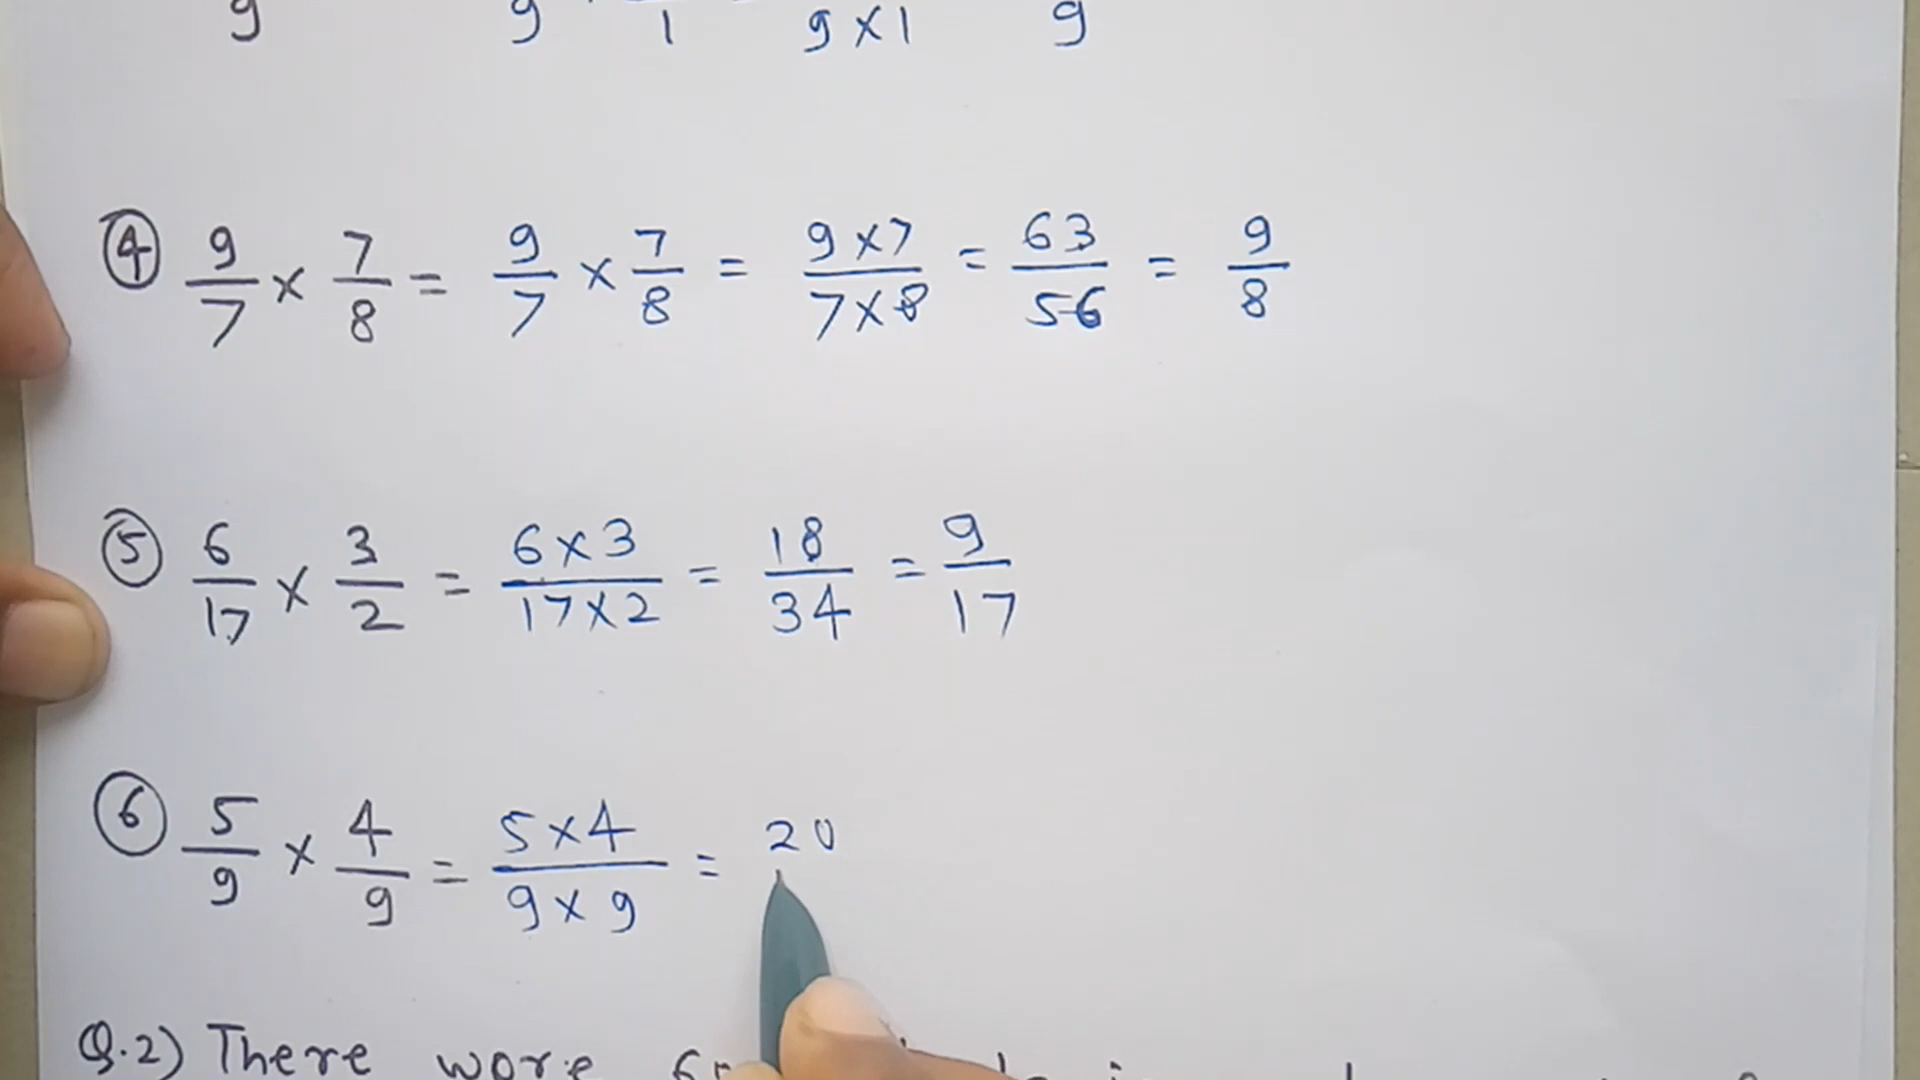 9 9 1 9×1 9
④ 9/7 × 7/8 = 9/7 × 7/8 = 9×7/7×8 = 63/56 = 9/8
⑤ 6/17 × 3/2 = 6×3/17×2 = 18/34 = 9/17
⑥ 5/9 × 4/9 = 5×4/9×9 = 20
Q.2) There were